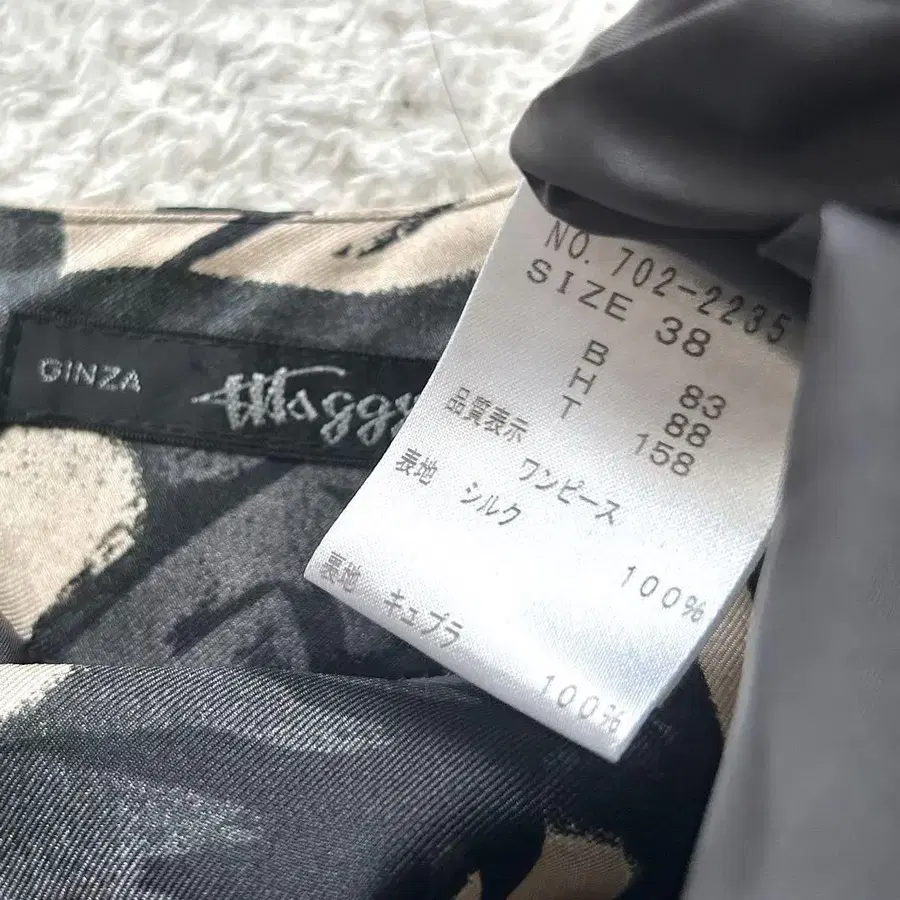 GINZA
NO. 702-2235
SIZE 38
B 83
H 88
T 158
品質表示
ワンピース
表地 シルク
100%
裏地 キュプラ
100%